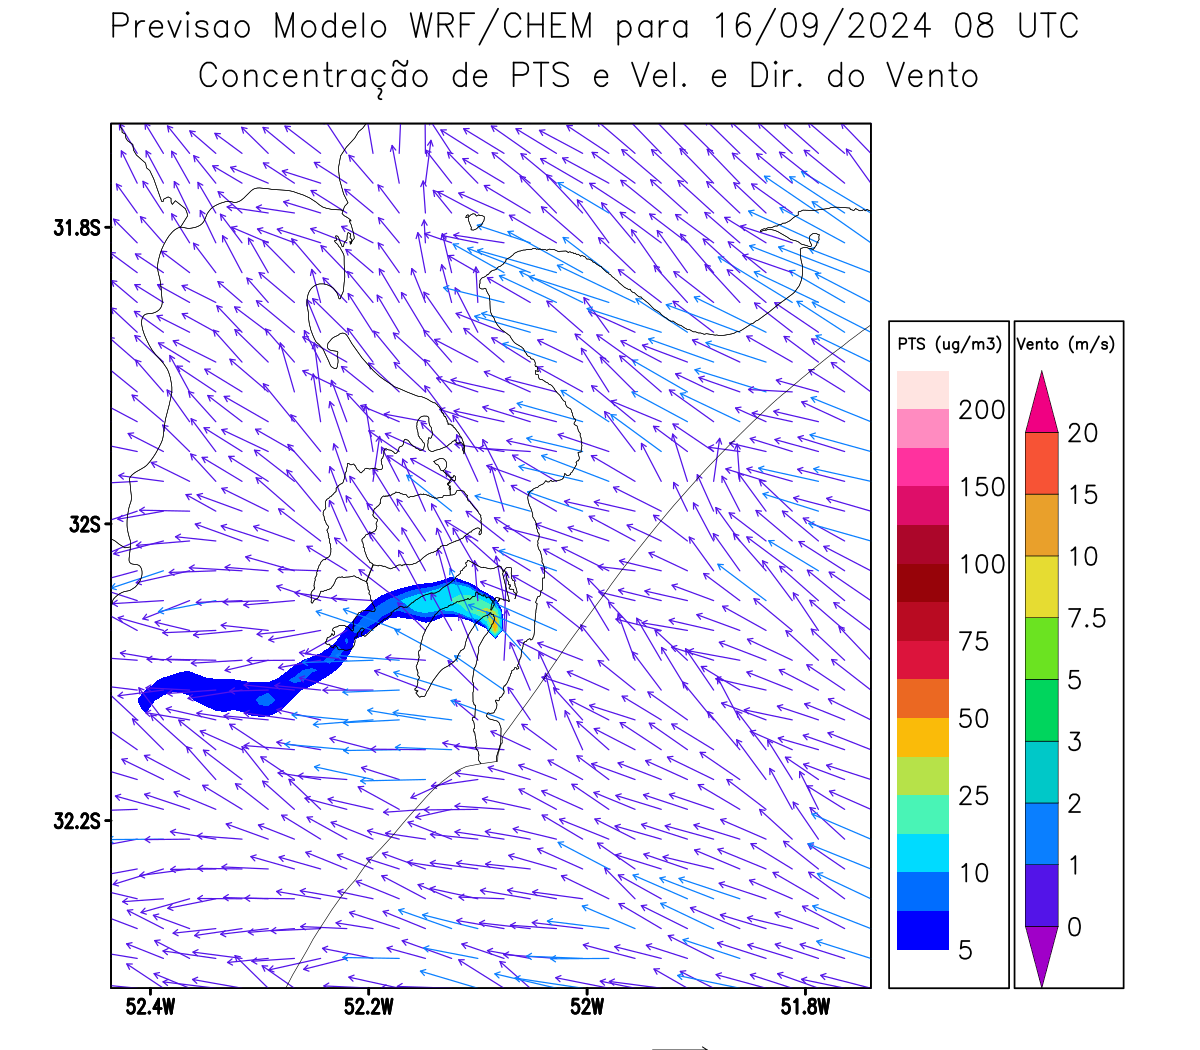 Previsao Modelo WRF/CHEM para 16/09/2024 08 UTC
Concentração de PTS e Vel. e Dir. do Vento
31.8S
32S
32.2S
52.4W 52.2W 52W 51.8W
PTS (ug/m3)
200
150
100
75
50
25
10
5
Vento (m/s)
20
15
10
7.5
5
3
2
1
0